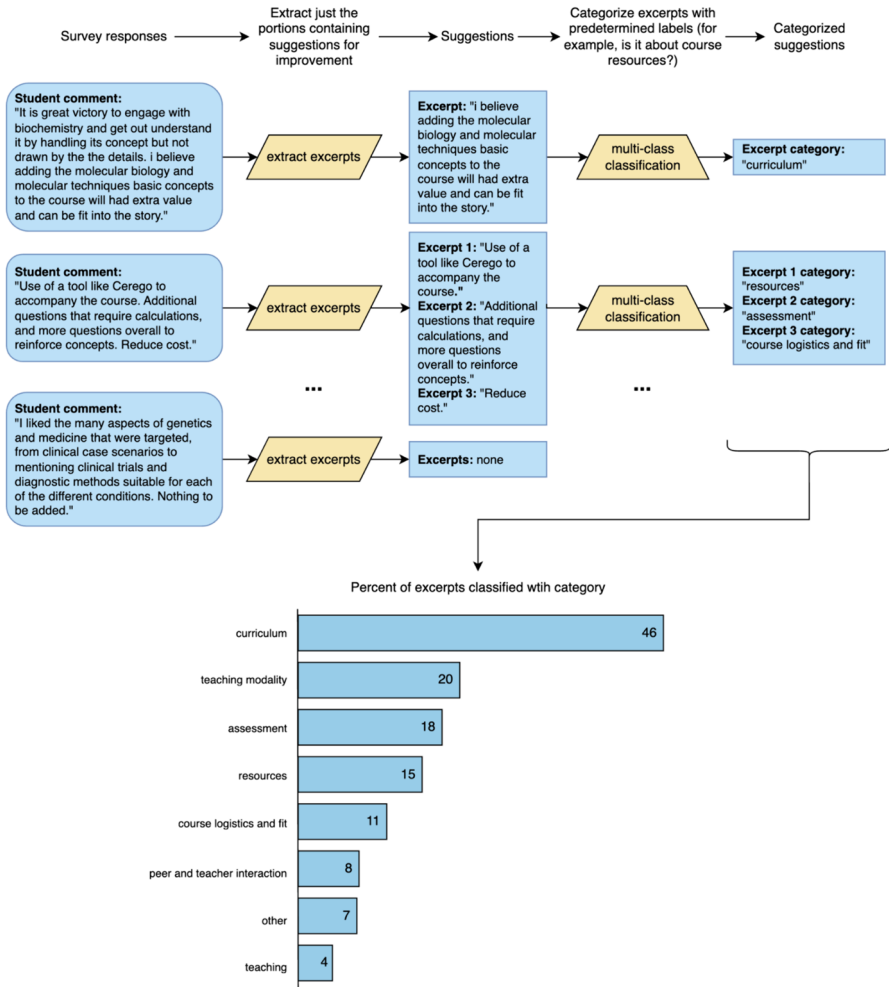 Survey responses
Extract just the
portions containing
suggestions for
improvement
Suggestions
Categorize excerpts with
predetermined labels (for
example, is it about course
resources?)
Categorized
suggestions
Student comment:
"It is great victory to engage with
biochemistry and get out understand
it by handling its concept but not
drawn by the the details. i believe
adding the molecular biology and
molecular techniques basic concepts
to the course will had extra value
and can be fit into the story."
extract excerpts
Excerpt: "i believe
adding the molecular
biology and molecular
techniques basic
concepts to the
course will had extra
value and can be fit
into the story."
multi-class
classification
Excerpt category:
"curriculum"
Student comment:
"Use of a tool like Cerego to
accompany the course. Additional
questions that require calculations,
and more questions overall to
reinforce concepts. Reduce cost."
extract excerpts
Excerpt 1: "Use of a
tool like Cerego to
accompany the
course."
Excerpt 2: "Additional
questions that require
calculations, and
more questions
overall to reinforce
concepts."
Excerpt 3: "Reduce
cost."
multi-class
classification
Excerpt 1 category:
"resources"
Excerpt 2 category:
"assessment"
Excerpt 3 category:
"course logistics and fit"
...
...
Student comment:
"I liked the many aspects of genetics
and medicine that were targeted,
from clinical case scenarios to
mentioning clinical trials and
diagnostic methods suitable for each
of the different conditions. Nothing to
be added."
extract excerpts
Excerpts: none
Percent of excerpts classified wtih category
curriculum 46
teaching modality 20
assessment 18
resources 15
course logistics and fit 11
peer and teacher interaction 8
other 7
teaching 4